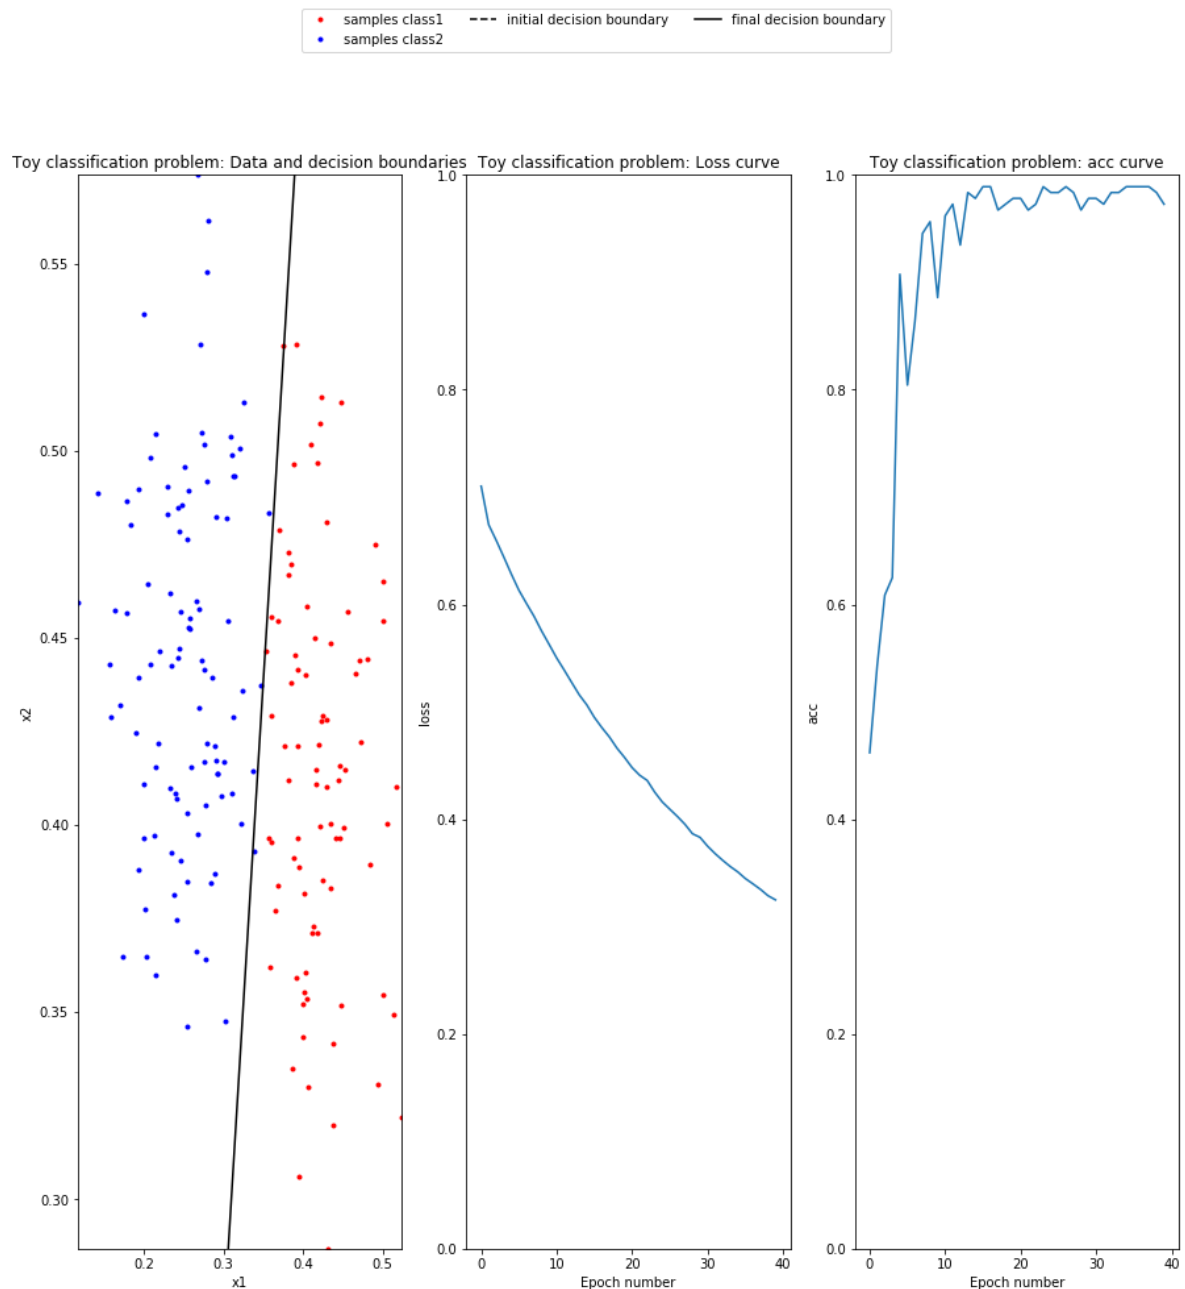 samples class1
samples class2
initial decision boundary
final decision boundary
Toy classification problem: Data and decision boundaries
0.55
0.50
0.45
0.40
0.35
0.30
x2
0.2 0.3 0.4 0.5
x1
Toy classification problem: Loss curve
1.0
0.8
0.6
0.4
0.2
0.0
loss
0 10 20 30 40
Epoch number
Toy classification problem: acc curve
1.0
0.8
0.6
0.4
0.2
0.0
acc
0 10 20 30 40
Epoch number